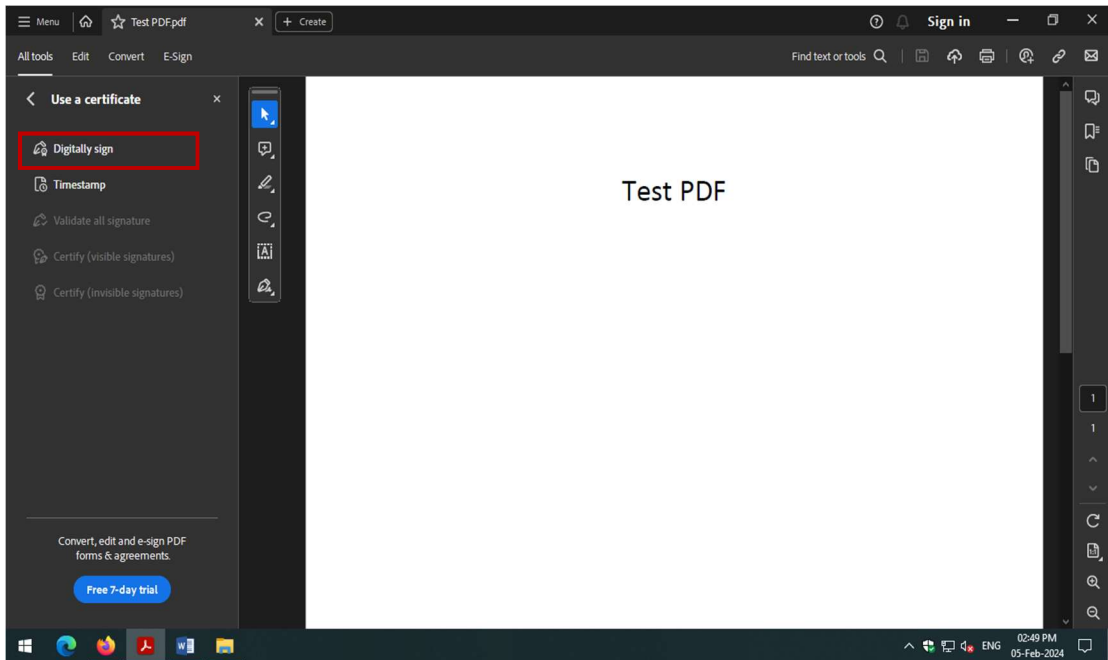 Menu Test PDF.pdf Create Sign in
All tools Edit Convert E-Sign Find text or tools
Use a certificate
Digitally sign
Timestamp
Validate all signature
Certify (visible signatures)
Certify (invisible signatures)
Convert, edit and e-sign PDF
forms & agreements.
Free 7-day trial
Test PDF
1
1
ENG 02:49 PM
05-Feb-2024